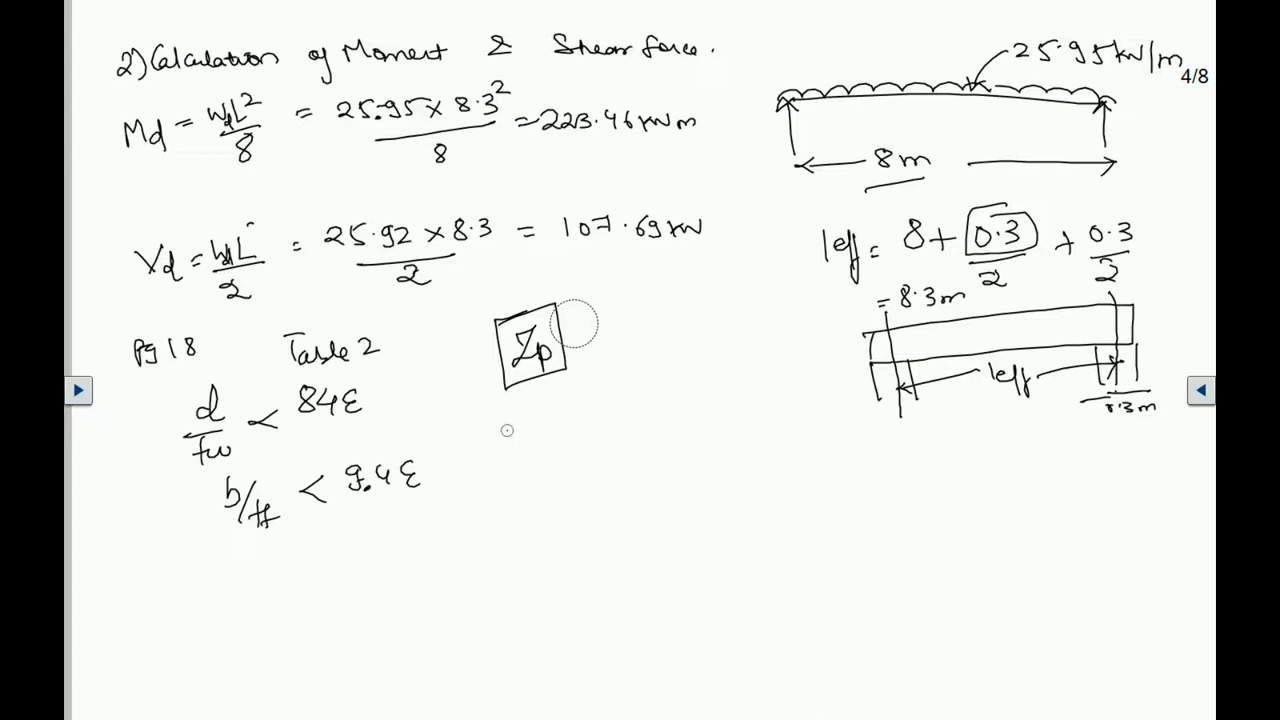 2) Calculation of Moment & Shear force.
Md = wdL²/8 = 25.95 x 8.3²/8 = 223.46 kNm
Vd = wdL/2 = 25.92 x 8.3/2 = 107.69 kN
Pg 18 Table 2
d/tw < 84ε
b/tf < 9.4ε
Zp
25.95 kN/m
4/8
8m
leff = 8 + 0.3/2 + 0.3/2
= 8.3m
leff
0.3m